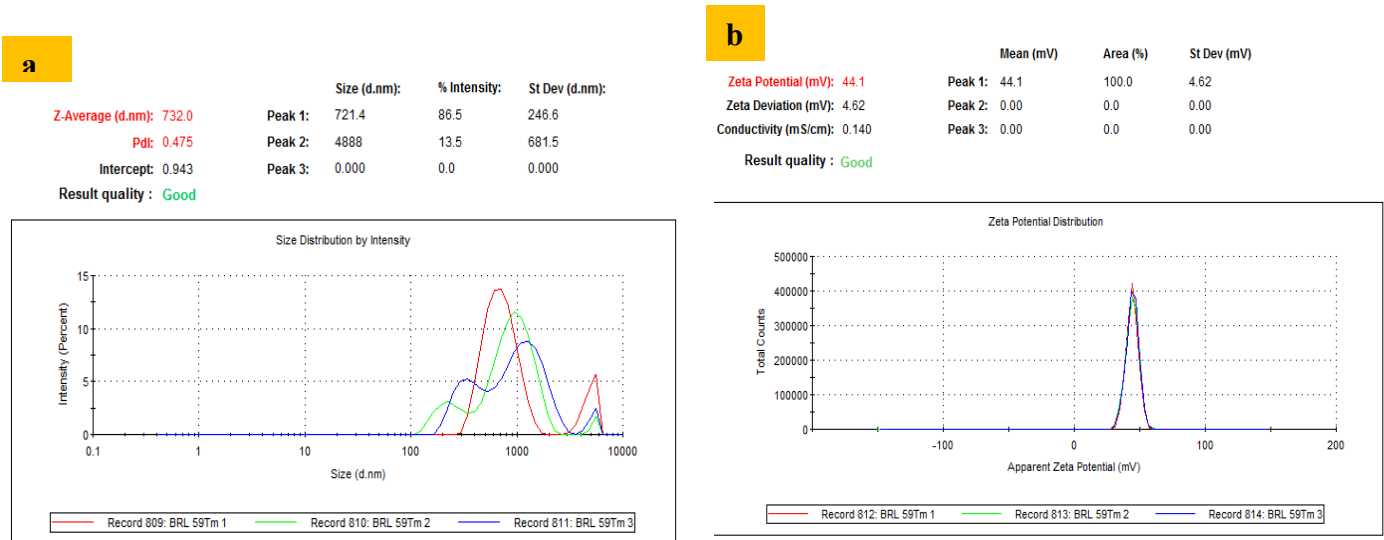 a
Size (d.nm): % Intensity: St Dev (d.nm):
Z-Average (d.nm): 732.0 Peak 1: 721.4 86.5 246.6
PdI: 0.475 Peak 2: 4888 13.5 681.5
Intercept: 0.943 Peak 3: 0.000 0.0 0.000
Result quality : Good
Size Distribution by Intensity
15
10
5
0
Intensity (Percent)
0.1 1 10 100 1000 10000
Size (d.nm)
Record 809: BRL 59Tm 1 Record 810: BRL 59Tm 2 Record 811: BRL 59Tm 3
b
Mean (mV) Area (%) St Dev (mV)
Zeta Potential (mV): 44.1 Peak 1: 44.1 100.0 4.62
Zeta Deviation (mV): 4.62 Peak 2: 0.00 0.0 0.00
Conductivity (mS/cm): 0.140 Peak 3: 0.00 0.0 0.00
Result quality : Good
Zeta Potential Distribution
500000
400000
300000
200000
100000
0
Total Counts
-100 0 100 200
Apparent Zeta Potential (mV)
Record 812: BRL 59Tm 1 Record 813: BRL 59Tm 2 Record 814: BRL 59Tm 3